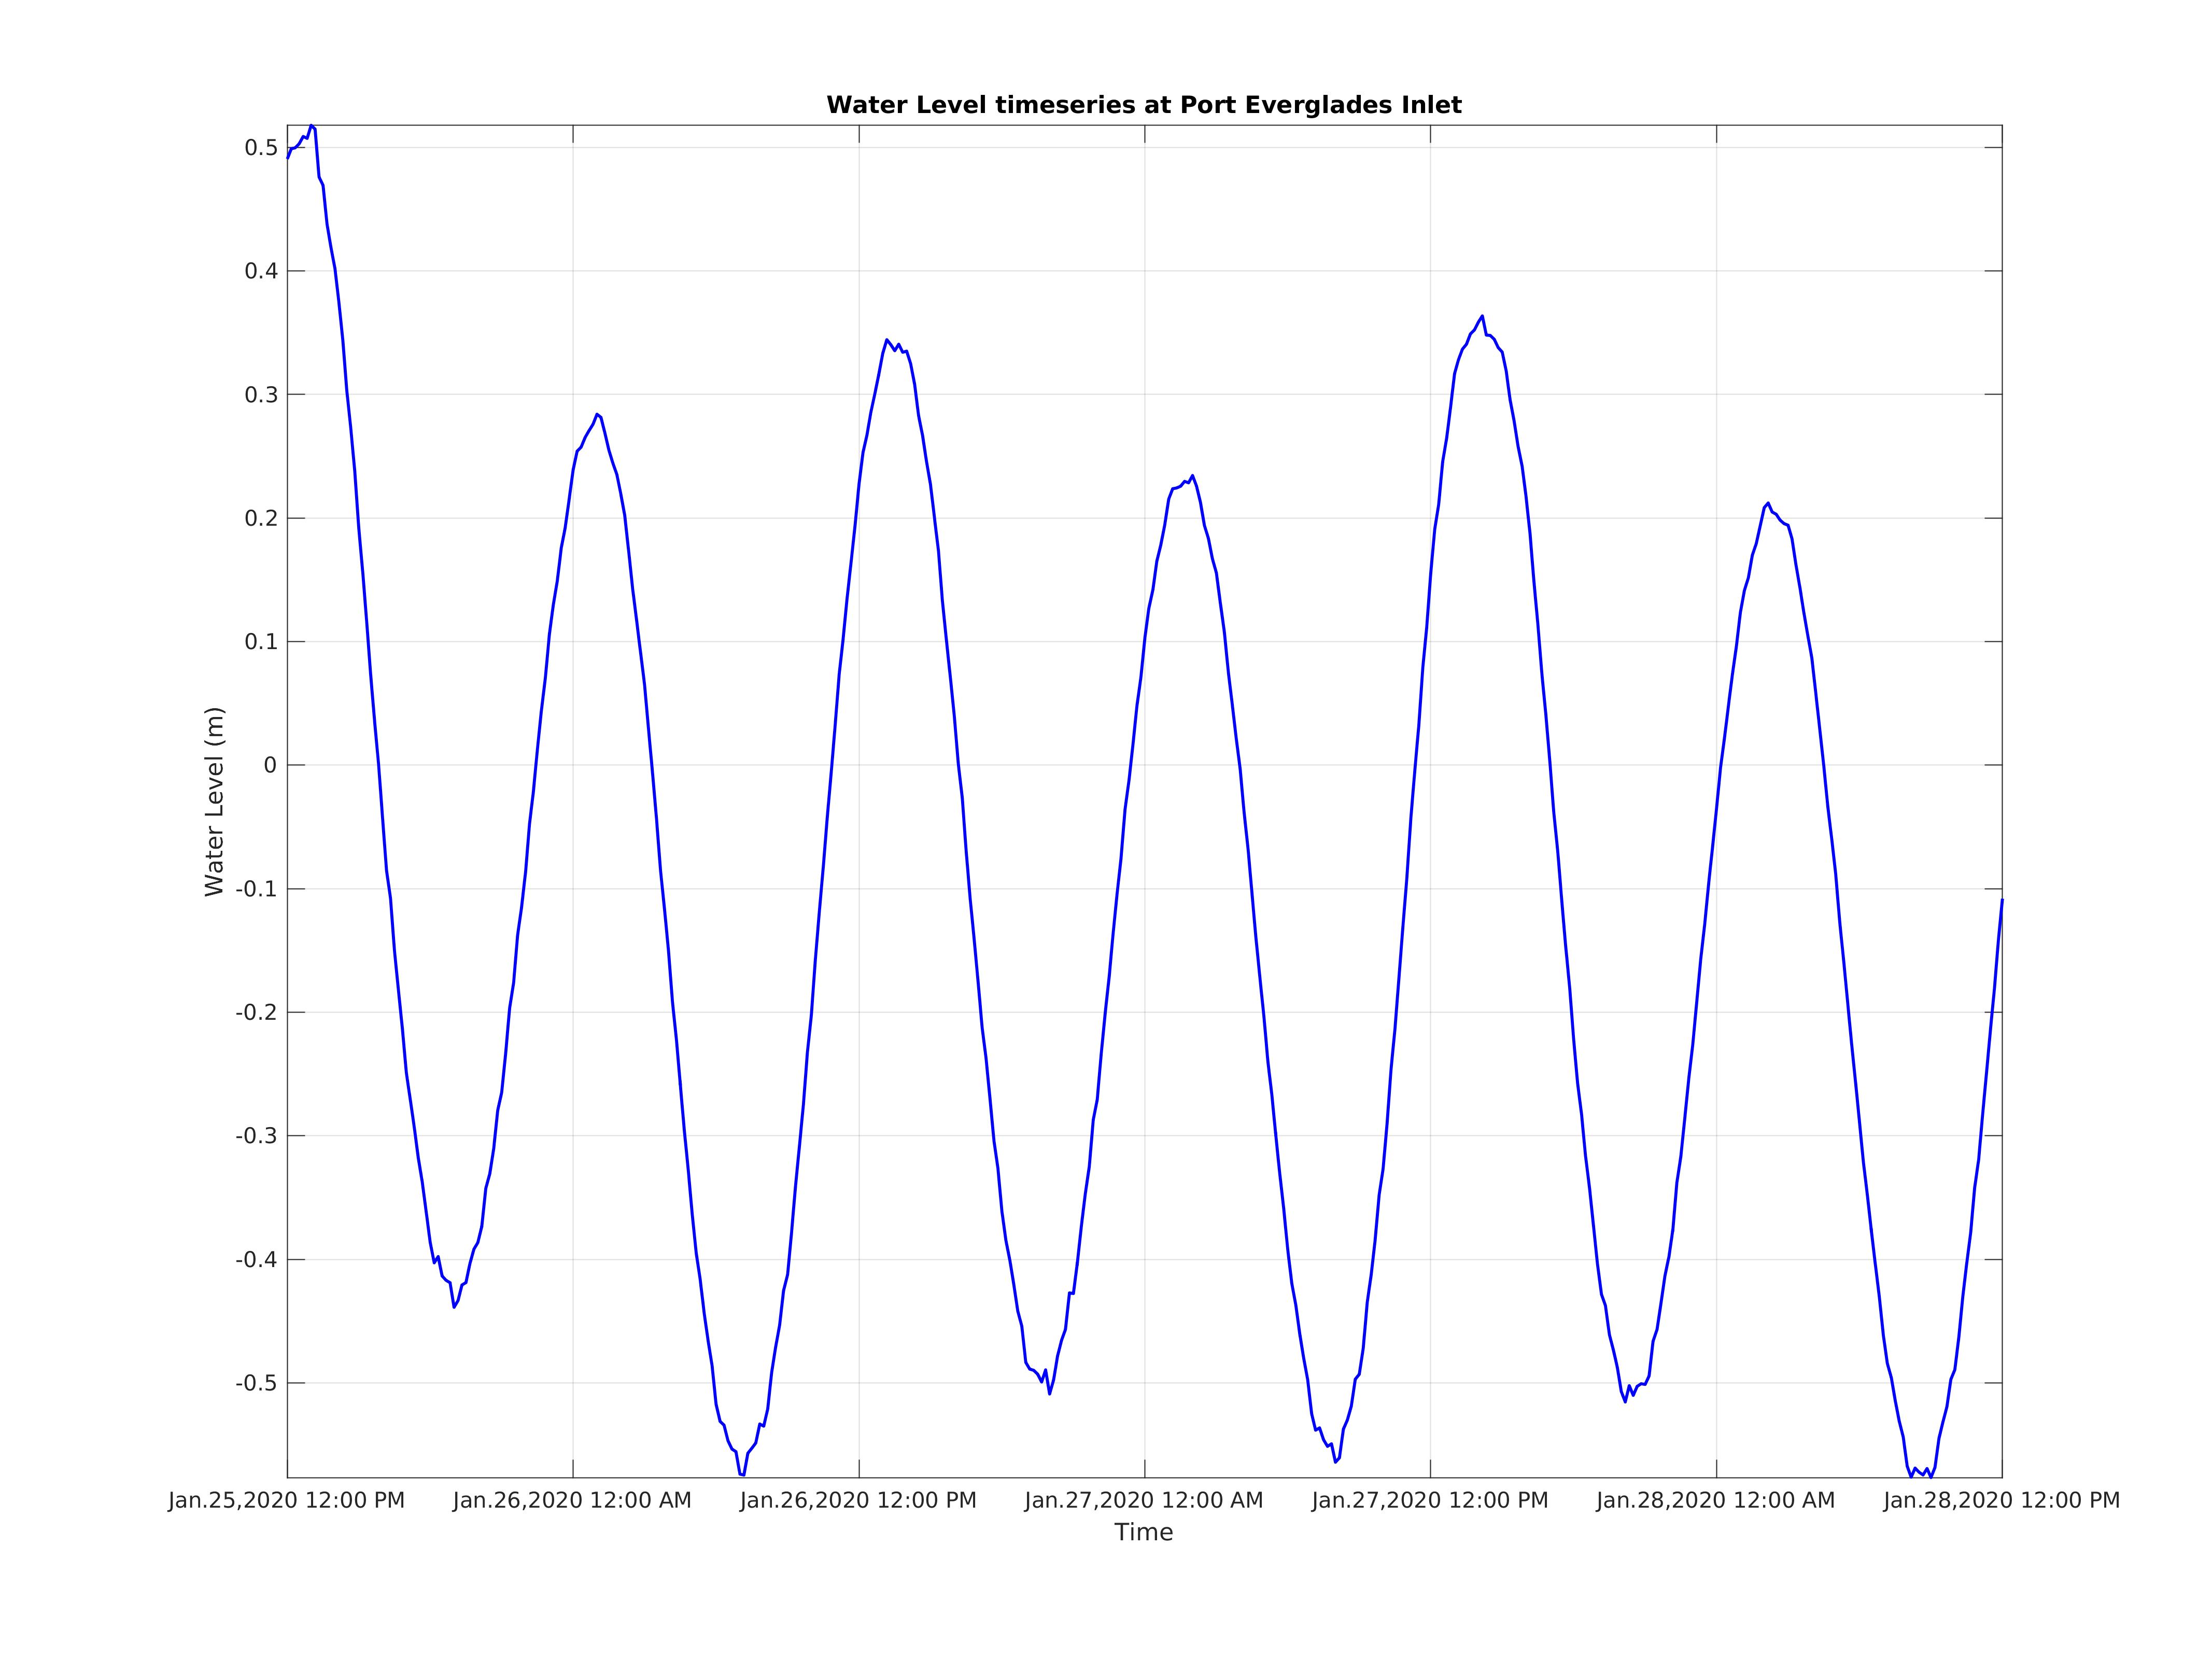 Water Level timeseries at Port Everglades Inlet
0.5
0.4
0.3
0.2
0.1
0
-0.1
-0.2
-0.3
-0.4
-0.5
Water Level (m)
Jan.25,2020 12:00 PM
Jan.26,2020 12:00 AM
Jan.26,2020 12:00 PM
Jan.27,2020 12:00 AM
Jan.27,2020 12:00 PM
Jan.28,2020 12:00 AM
Jan.28,2020 12:00 PM
Time